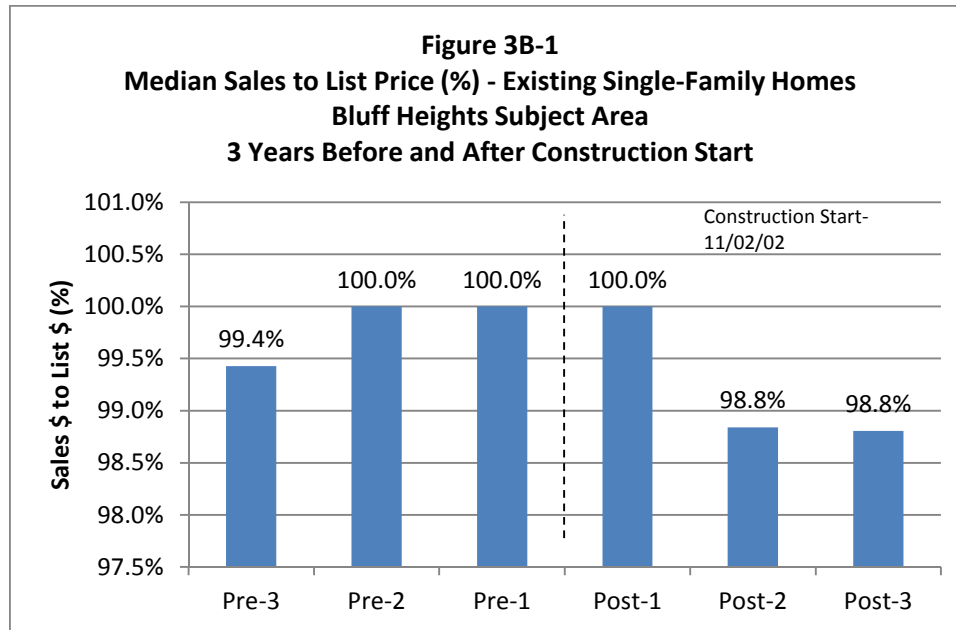 Figure 3B-1
Median Sales to List Price (%) - Existing Single-Family Homes
Bluff Heights Subject Area
3 Years Before and After Construction Start
Sales $ to List $ (%)
101.0%
100.5%
100.0%
99.5%
99.0%
98.5%
98.0%
97.5%
Construction Start-
11/02/02
99.4%
100.0%
100.0%
100.0%
98.8%
98.8%
Pre-3
Pre-2
Pre-1
Post-1
Post-2
Post-3